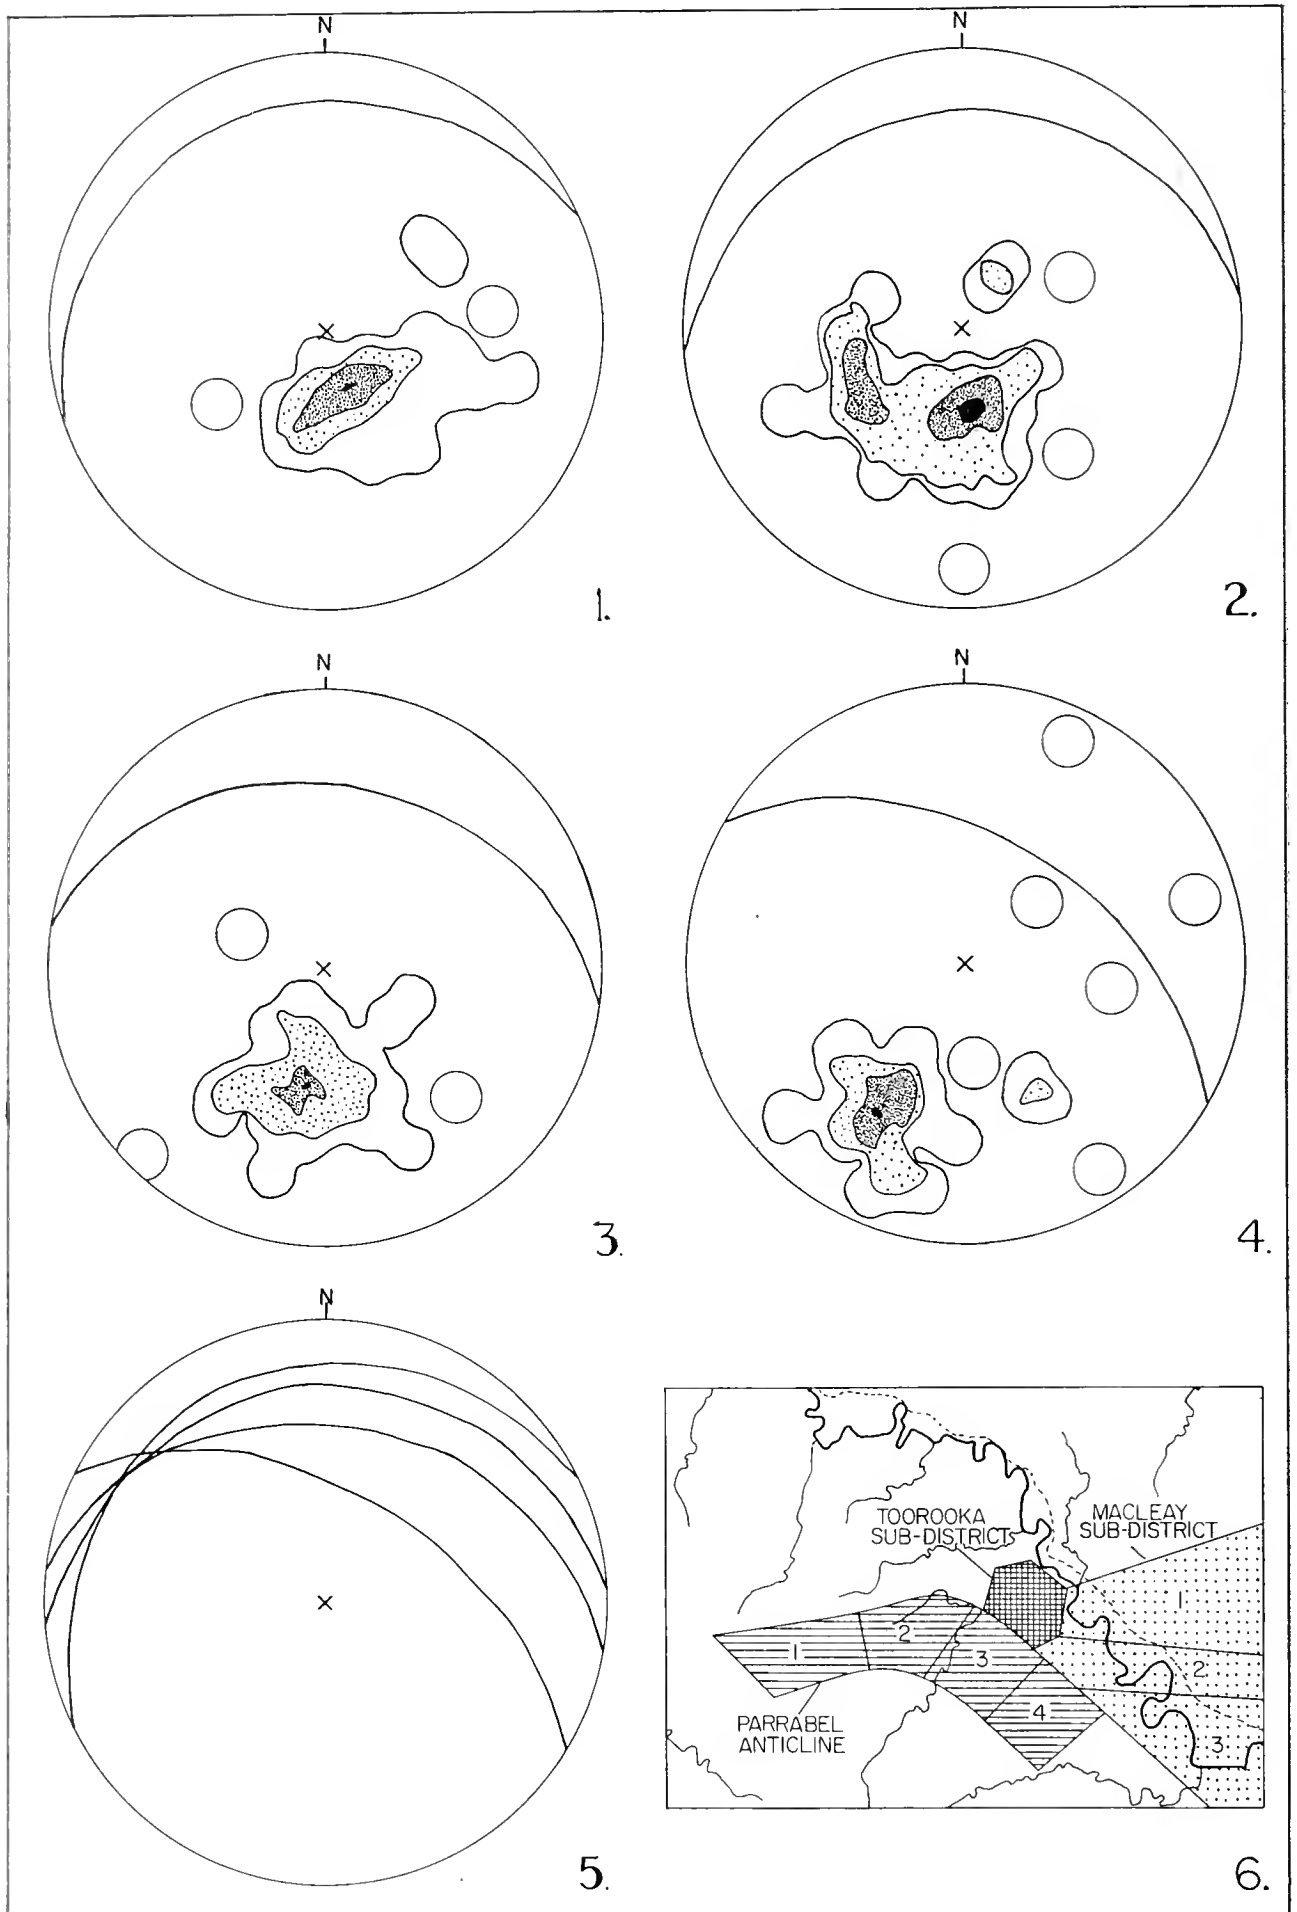 N
N
1.
2.
N
N
3.
4.
N
TOOROOKA
SUB-DISTRICT
MACLEAY
SUB-DISTRICT
1
2
1
2
3
3
4
PARRABEL
ANTICLINE
5.
6.